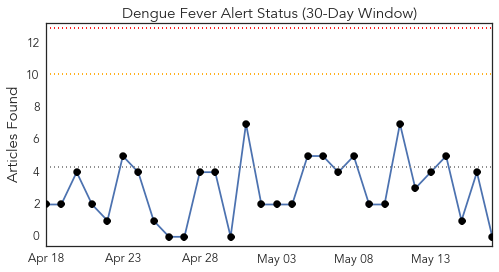 Dengue Fever Alert Status (30-Day Window)
Articles Found
12
10
8
6
4
2
0
Apr 18
Apr 23
Apr 28
May 03
May 08
May 13